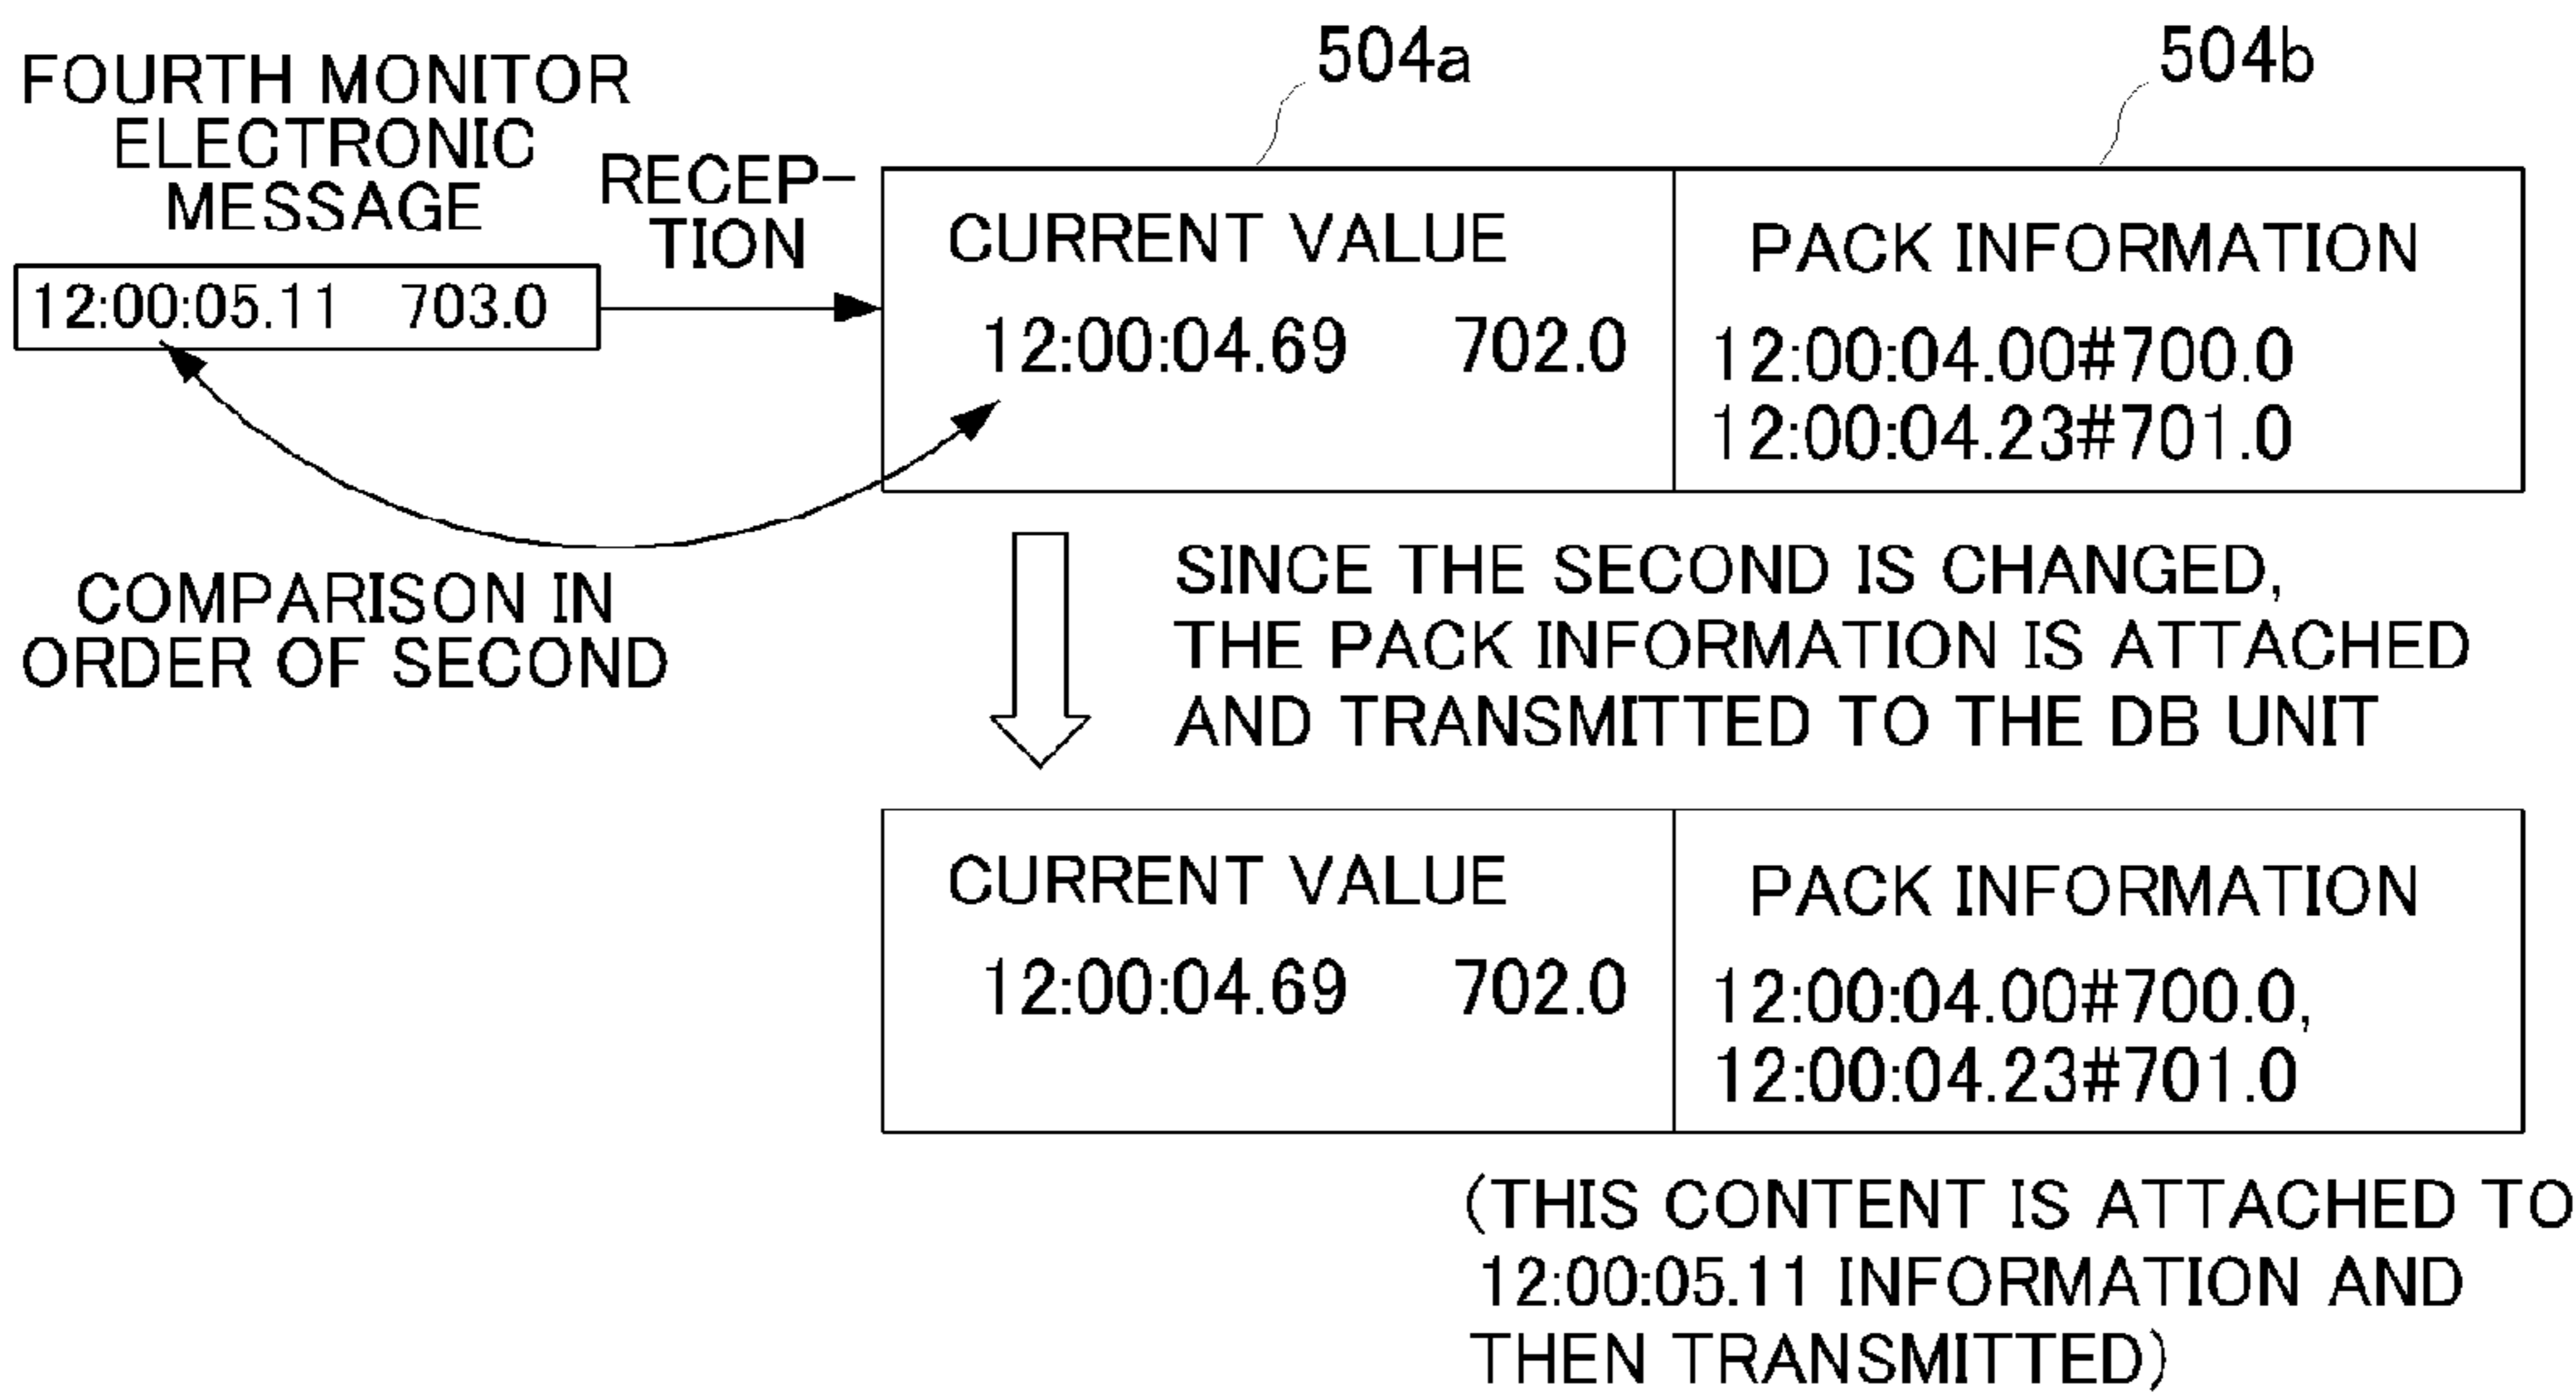 504a
504b
FOURTH MONITOR
ELECTRONIC
MESSAGE
12:00:05.11 703.0
RECEP-
TION
CURRENT VALUE
12:00:04.69 702.0
PACK INFORMATION
12:00:04.00#700.0
12:00:04.23#701.0
COMPARISON IN
ORDER OF SECOND
SINCE THE SECOND IS CHANGED,
THE PACK INFORMATION IS ATTACHED
AND TRANSMITTED TO THE DB UNIT
CURRENT VALUE
12:00:04.69 702.0
PACK INFORMATION
12:00:04.00#700.0,
12:00:04.23#701.0
(THIS CONTENT IS ATTACHED TO
12:00:05.11 INFORMATION AND
THEN TRANSMITTED)